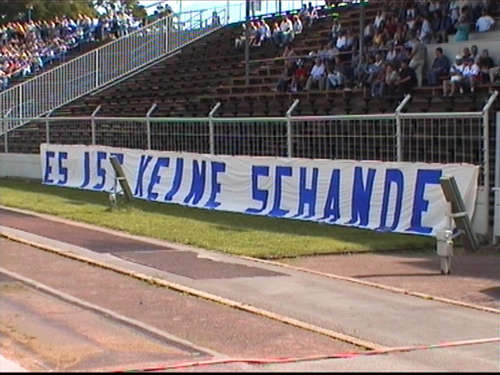 ES IST KEINE SCHANDE